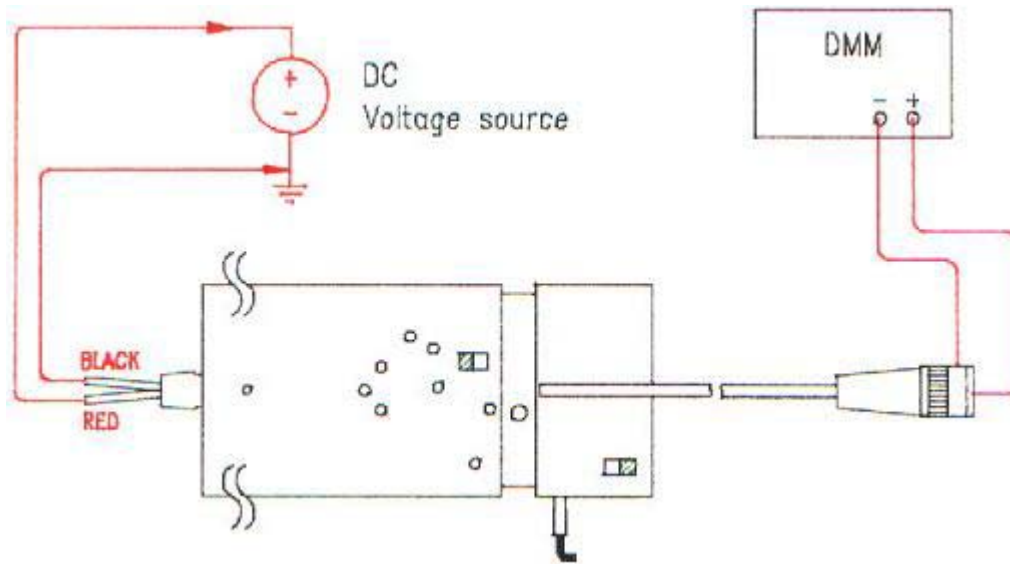 DC
Voltage source
+
-
DMM
- +
BLACK
RED